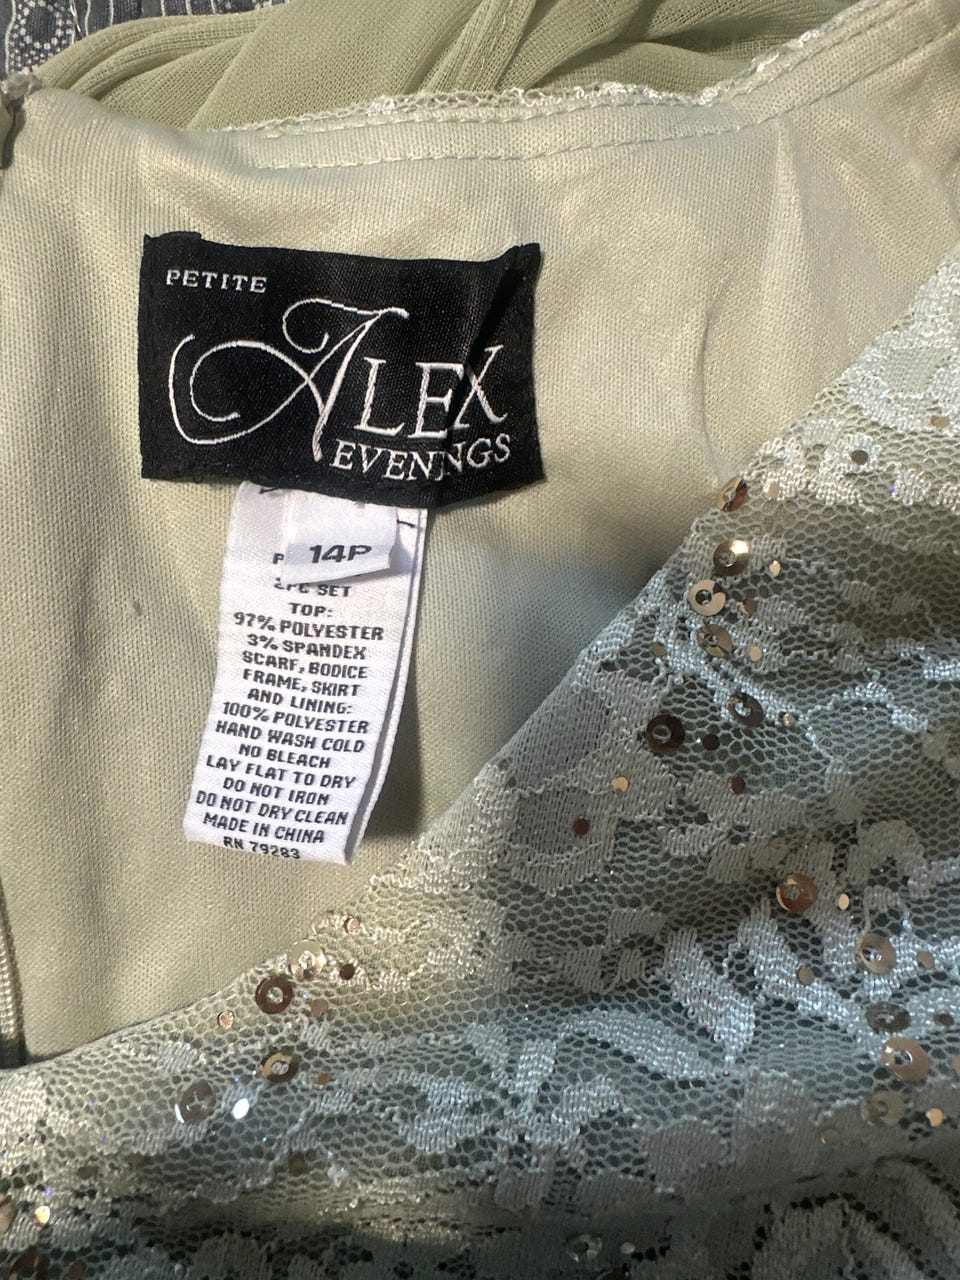 PETITE
ALEX
EVENINGS
14P
2PC SET
TOP:
97% POLYESTER
3% SPANDEX
SCARF, BODICE
FRAME, SKIRT
AND LINING:
100% POLYESTER
HAND WASH COLD
NO BLEACH
LAY FLAT TO DRY
DO NOT IRON
DO NOT DRY CLEAN
MADE IN CHINA
RN 79283